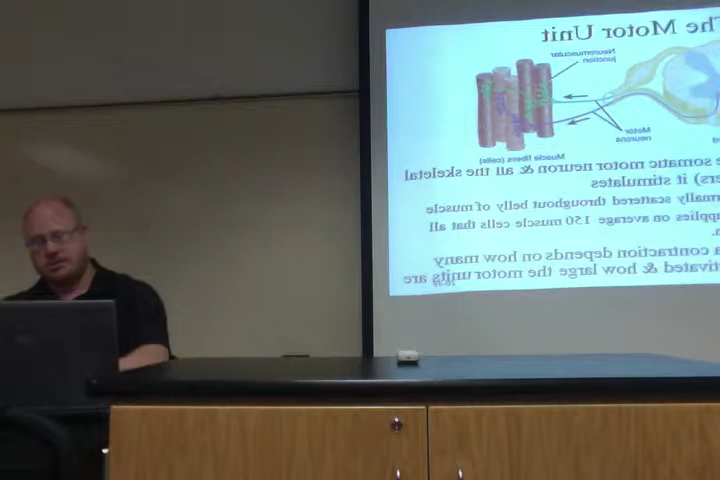 The Motor Unit
Neuromuscular
junction
Motor
neurons
Muscle fibers (cells)
somatic motor neuron & all the skeletal
it stimulates
scattered throughout belly of muscle
on average 150 muscle cells that all
contraction depends on how many
& how large the motor units are